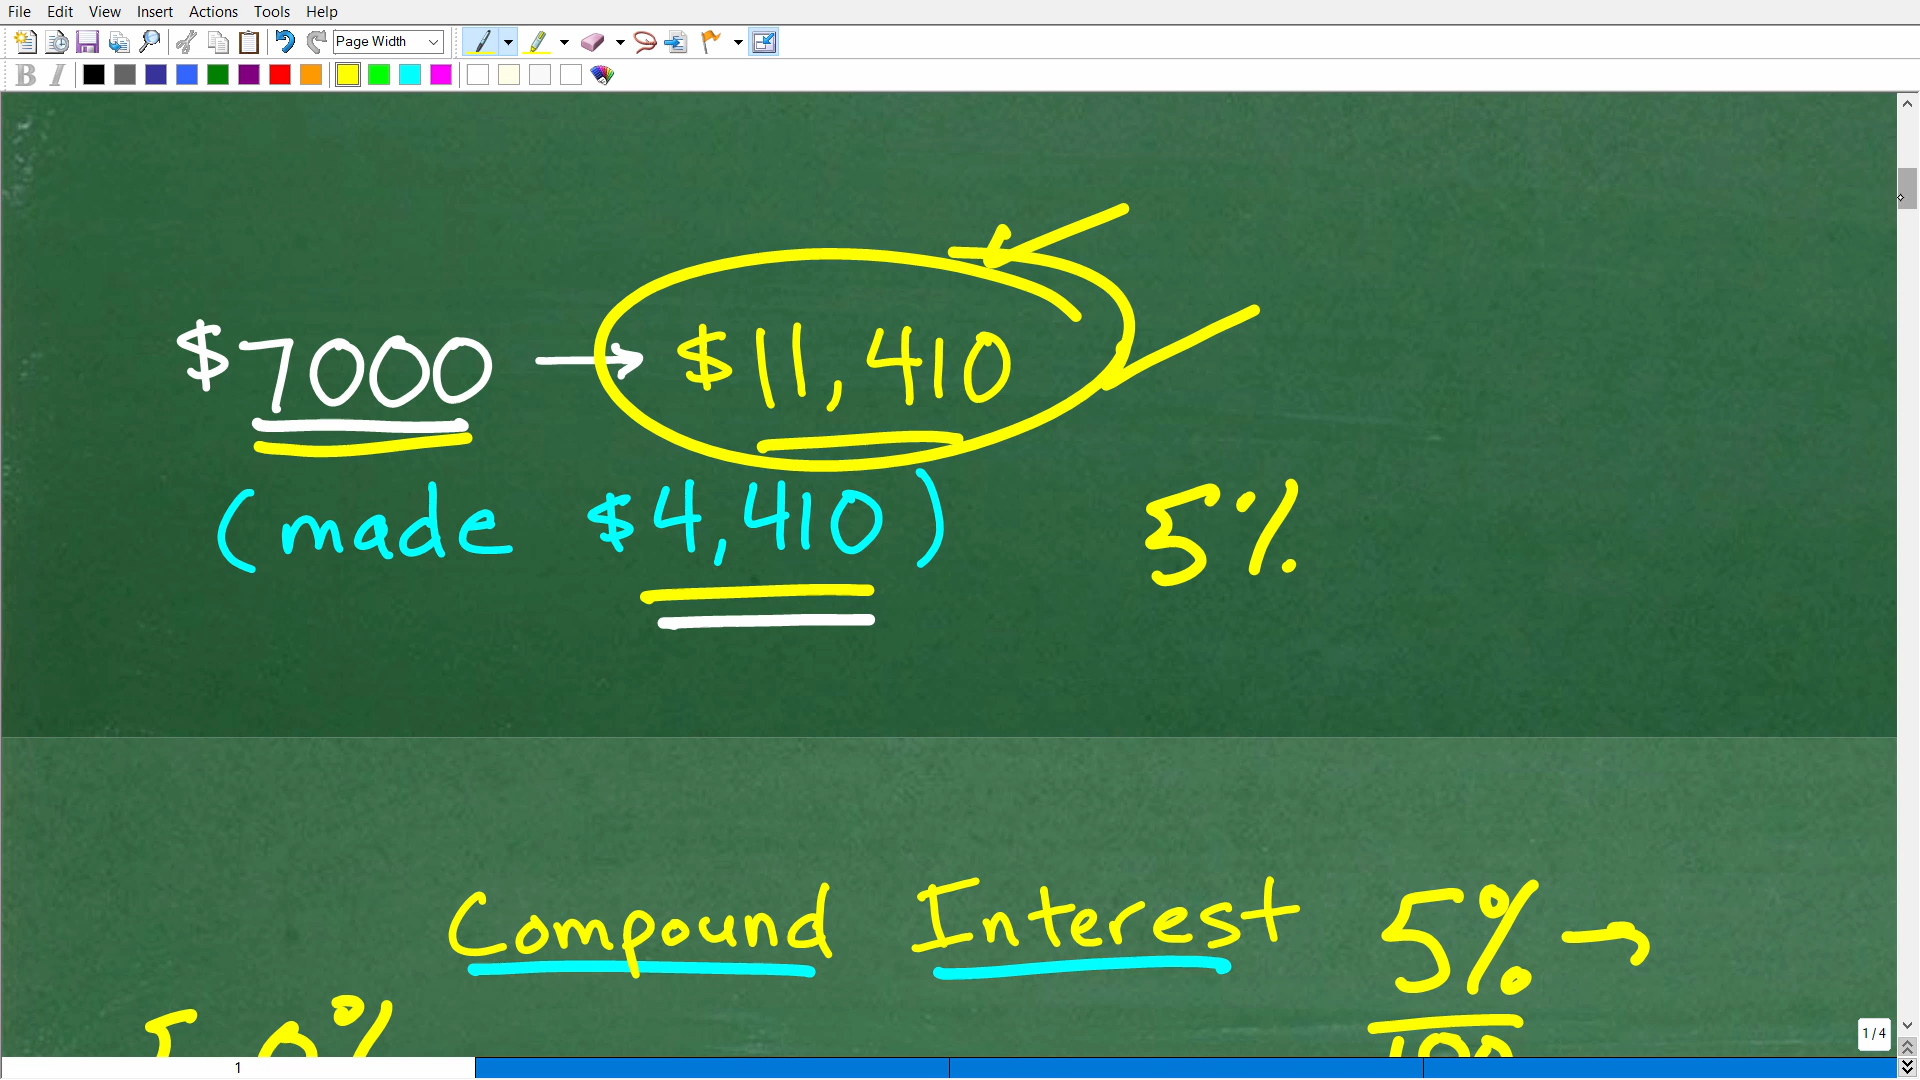 File Edit View Insert Actions Tools Help
Page Width
B I
$7000 → $11,410
(made $4,410)
5%
Compound Interest 5% →
100
1/4
1